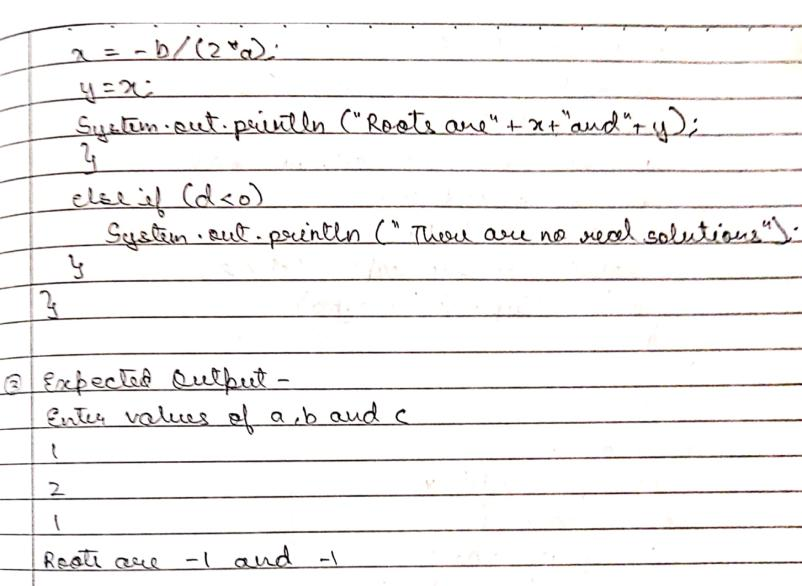 x = -b/(2*a);
y=x;
System.out.println ("Roots are" + x+"and"+ y);
}
else if (d<0)
System.out.println (" There are no real solutions");
}
}
② Expected Output -
Enter values of a,b and c
1
2
1
Roots are -1 and -1